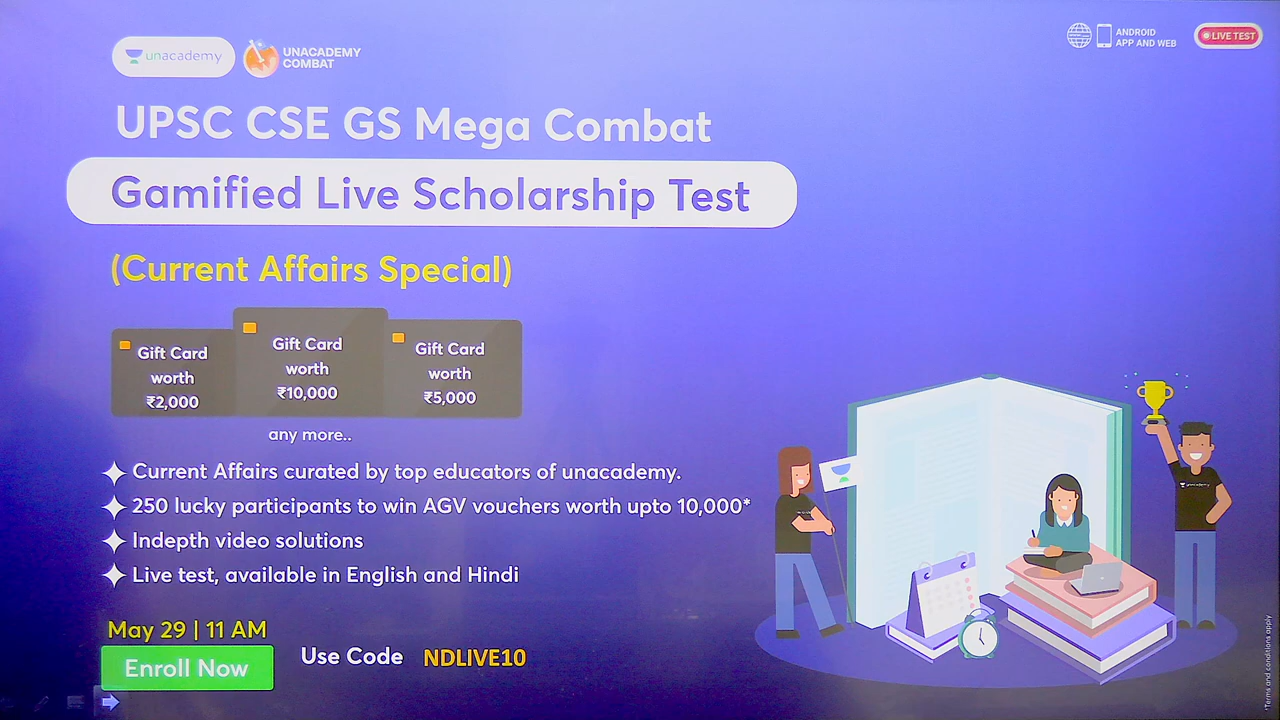 unacademy
UNACADEMY
COMBAT
ANDROID
APP AND WEB
LIVE TEST
UPSC CSE GS Mega Combat
Gamified Live Scholarship Test
(Current Affairs Special)
Gift Card
worth
₹2,000
Gift Card
worth
₹10,000
Gift Card
worth
₹5,000
any more..
Current Affairs curated by top educators of unacademy.
250 lucky participants to win AGV vouchers worth upto 10,000*
Indepth video solutions
Live test, available in English and Hindi
May 29 | 11 AM
Enroll Now
Use Code NDLIVE10
unacademy
*Terms and conditions apply